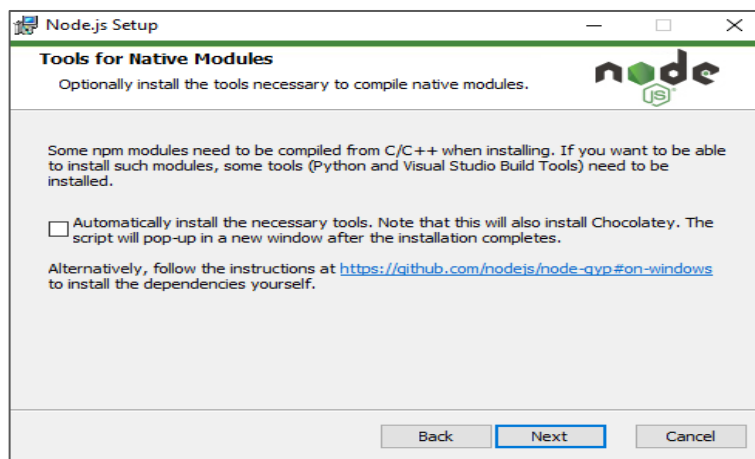 Node.js Setup
Tools for Native Modules
Optionally install the tools necessary to compile native modules.
node
JS
Some npm modules need to be compiled from C/C++ when installing. If you want to be able
to install such modules, some tools (Python and Visual Studio Build Tools) need to be
installed.
Automatically install the necessary tools. Note that this will also install Chocolatey. The
script will pop-up in a new window after the installation completes.
Alternatively, follow the instructions at https://github.com/nodejs/node-gyp#on-windows
to install the dependencies yourself.
Back Next Cancel